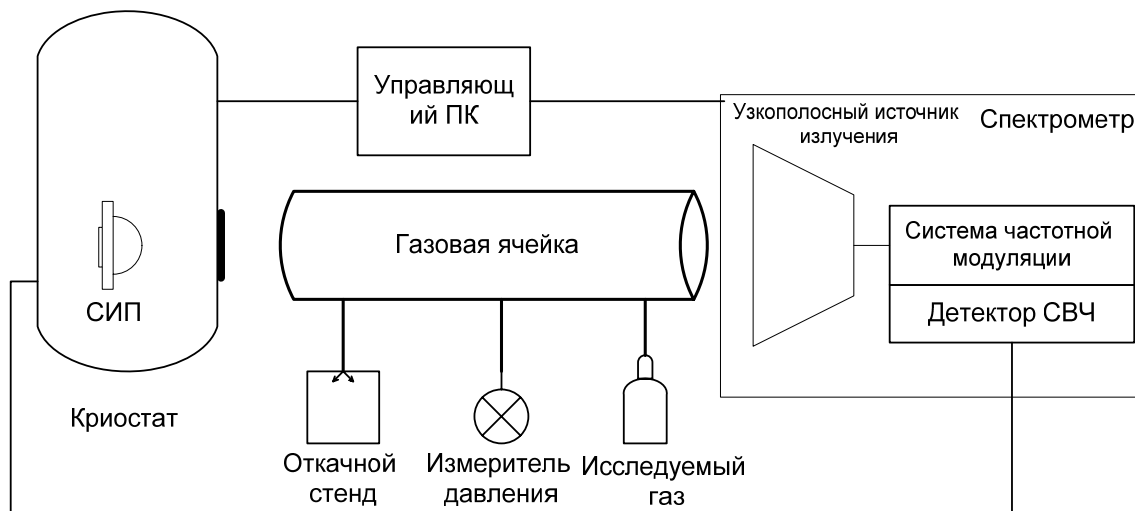 Управляющ
ий ПК
Узкополосный источник
излучения
Спектрометр
Газовая ячейка
Система частотной
модуляции
Детектор СВЧ
СИП
Криостат
Откачной
стенд
Измеритель
давления
Исследуемый
газ